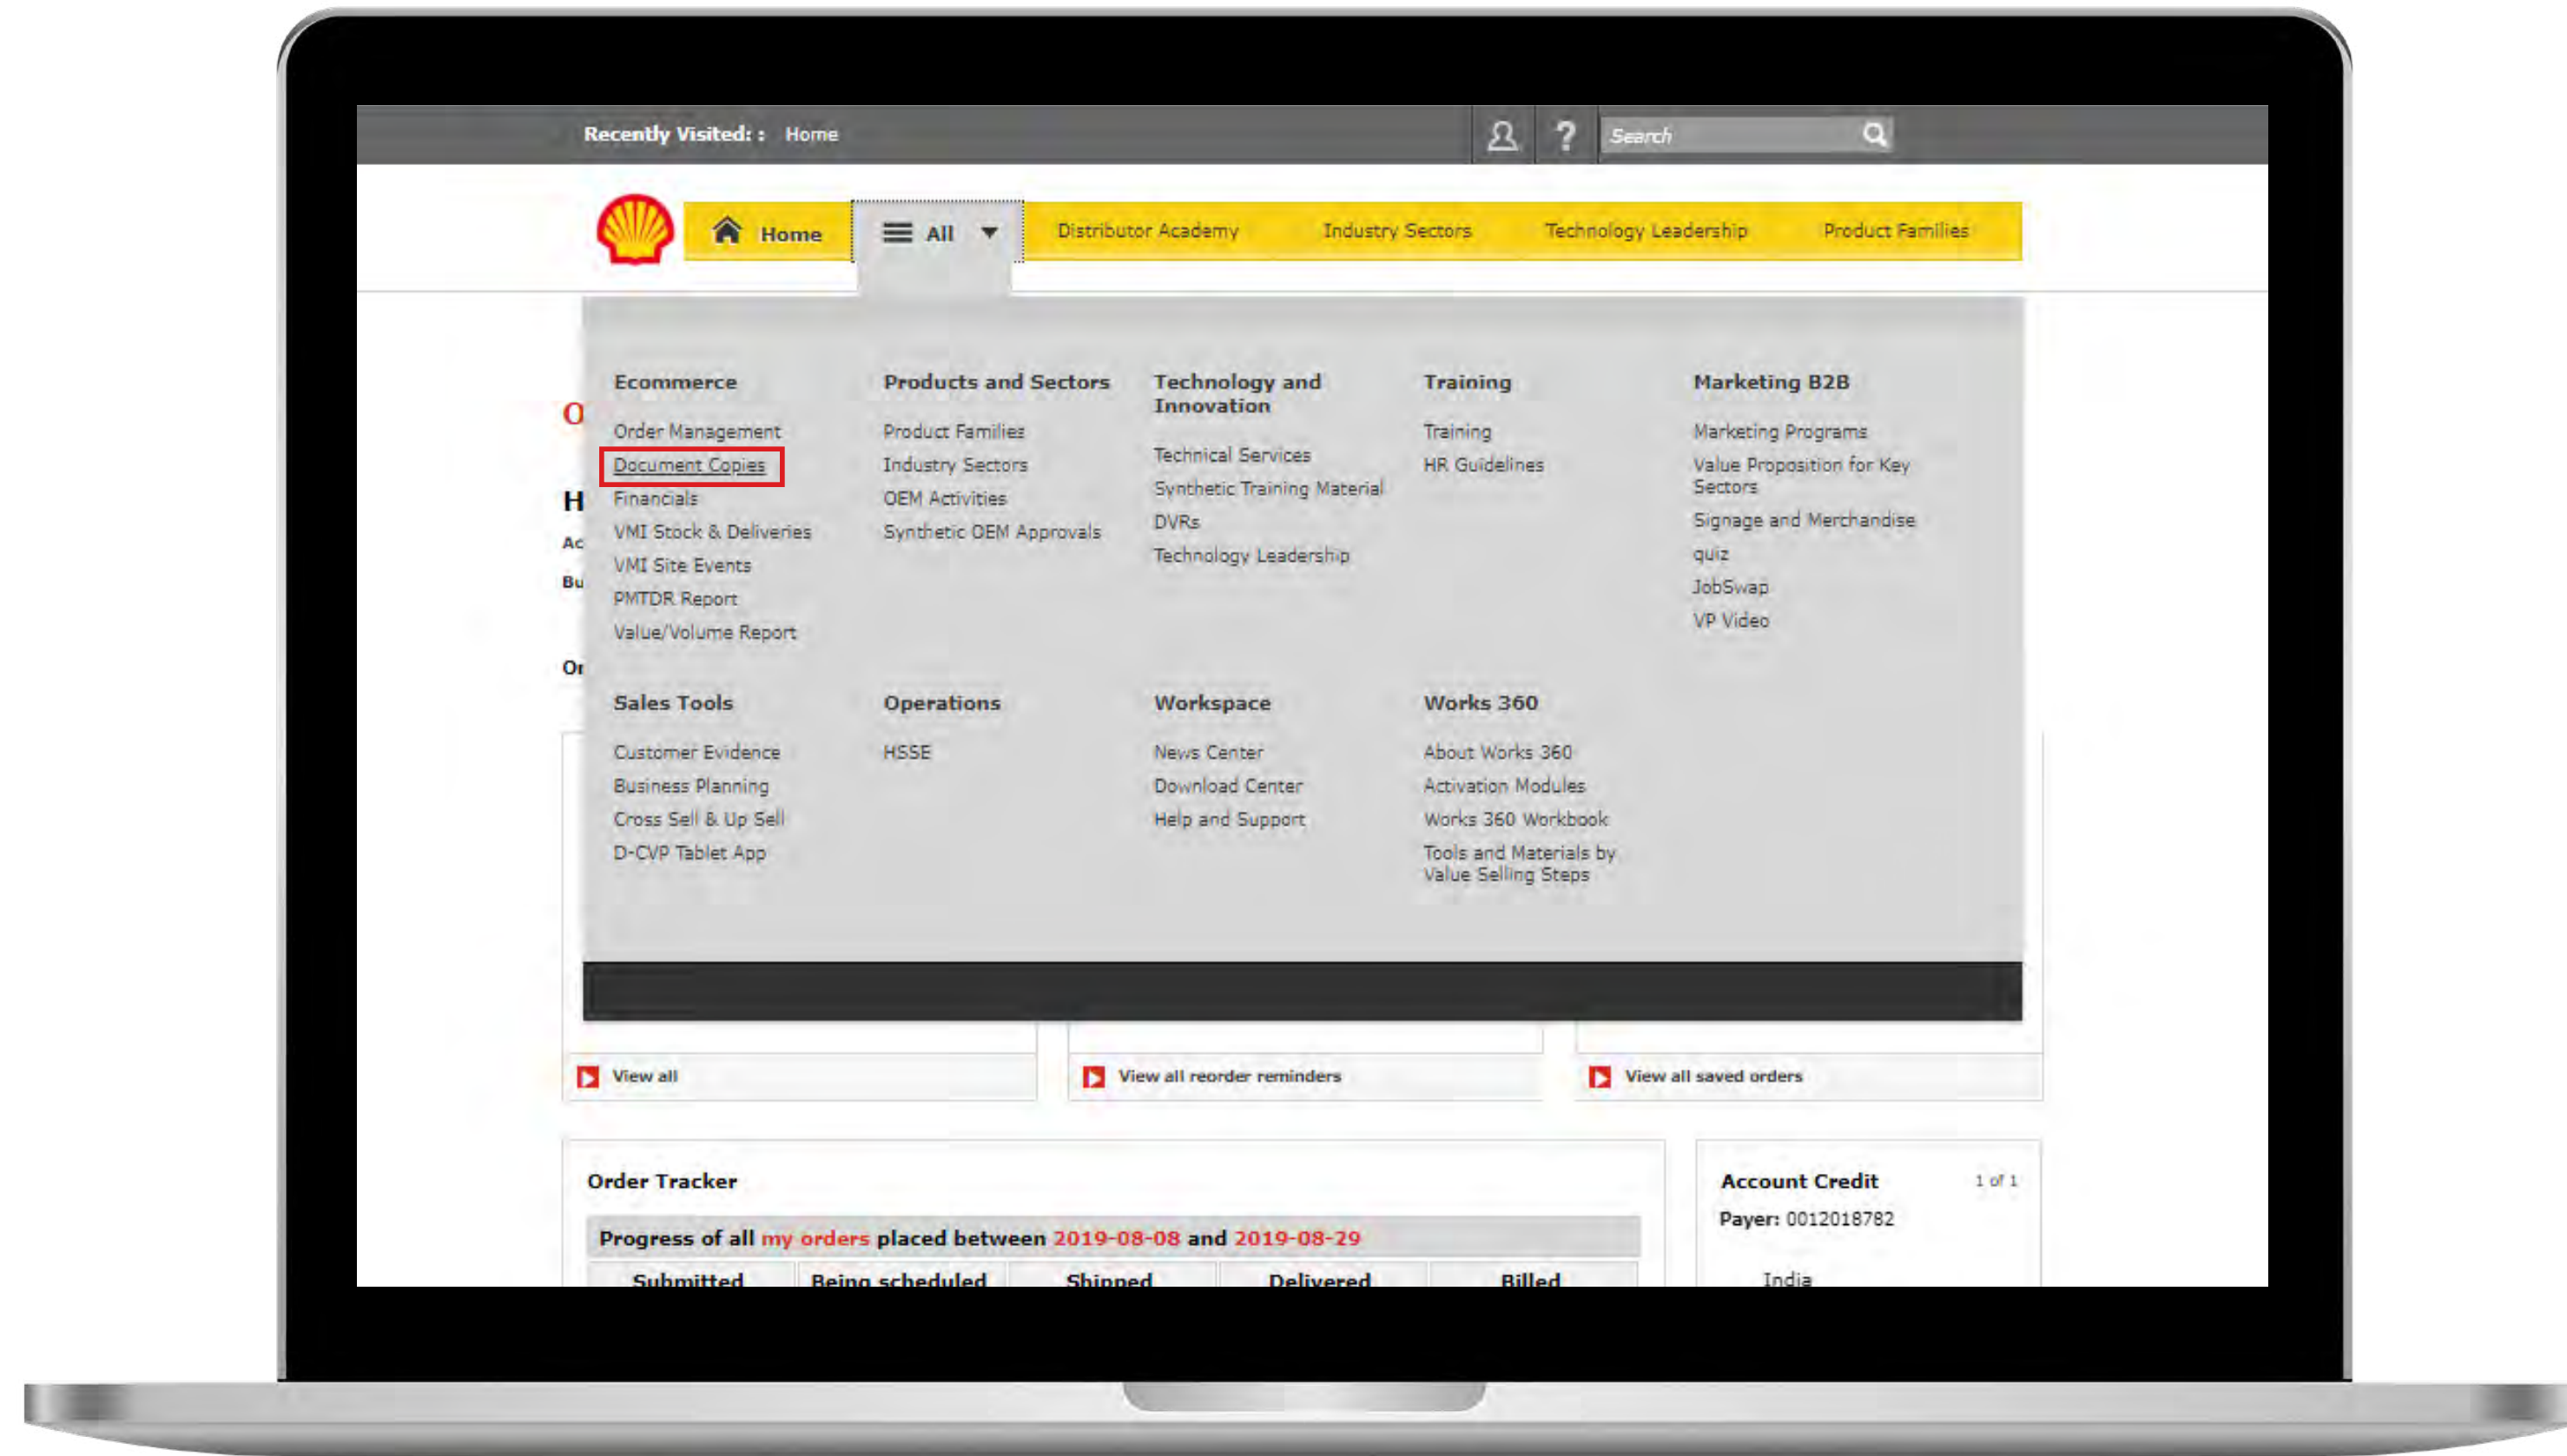 Recently Visited: : Home
? Search
Home
All
Distributor Academy
Industry Sectors
Technology Leadership
Product Families
O
H
Ac
Bu
Or
Ecommerce
Order Management
Document Copies
Financials
VMI Stock & Deliveries
VMI Site Events
PMTDR Report
Value/Volume Report
Products and Sectors
Product Families
Industry Sectors
OEM Activities
Synthetic OEM Approvals
Technology and
Innovation
Technical Services
Synthetic Training Material
DVRs
Technology Leadership
Training
Training
HR Guidelines
Marketing B2B
Marketing Programs
Value Proposition for Key
Sectors
Signage and Merchandise
quiz
JobSwap
VP Video
Sales Tools
Customer Evidence
Business Planning
Cross Sell & Up Sell
D-CVP Tablet App
Operations
HSSE
Workspace
News Center
Download Center
Help and Support
Works 360
About Works 360
Activation Modules
Works 360 Workbook
Tools and Materials by
Value Selling Steps
View all
View all reorder reminders
View all saved orders
Order Tracker
Progress of all my orders placed between 2019-08-08 and 2019-08-29
Submitted
Being scheduled
Shipped
Delivered
Billed
Account Credit
1 of 1
Payer: 0012018782
India